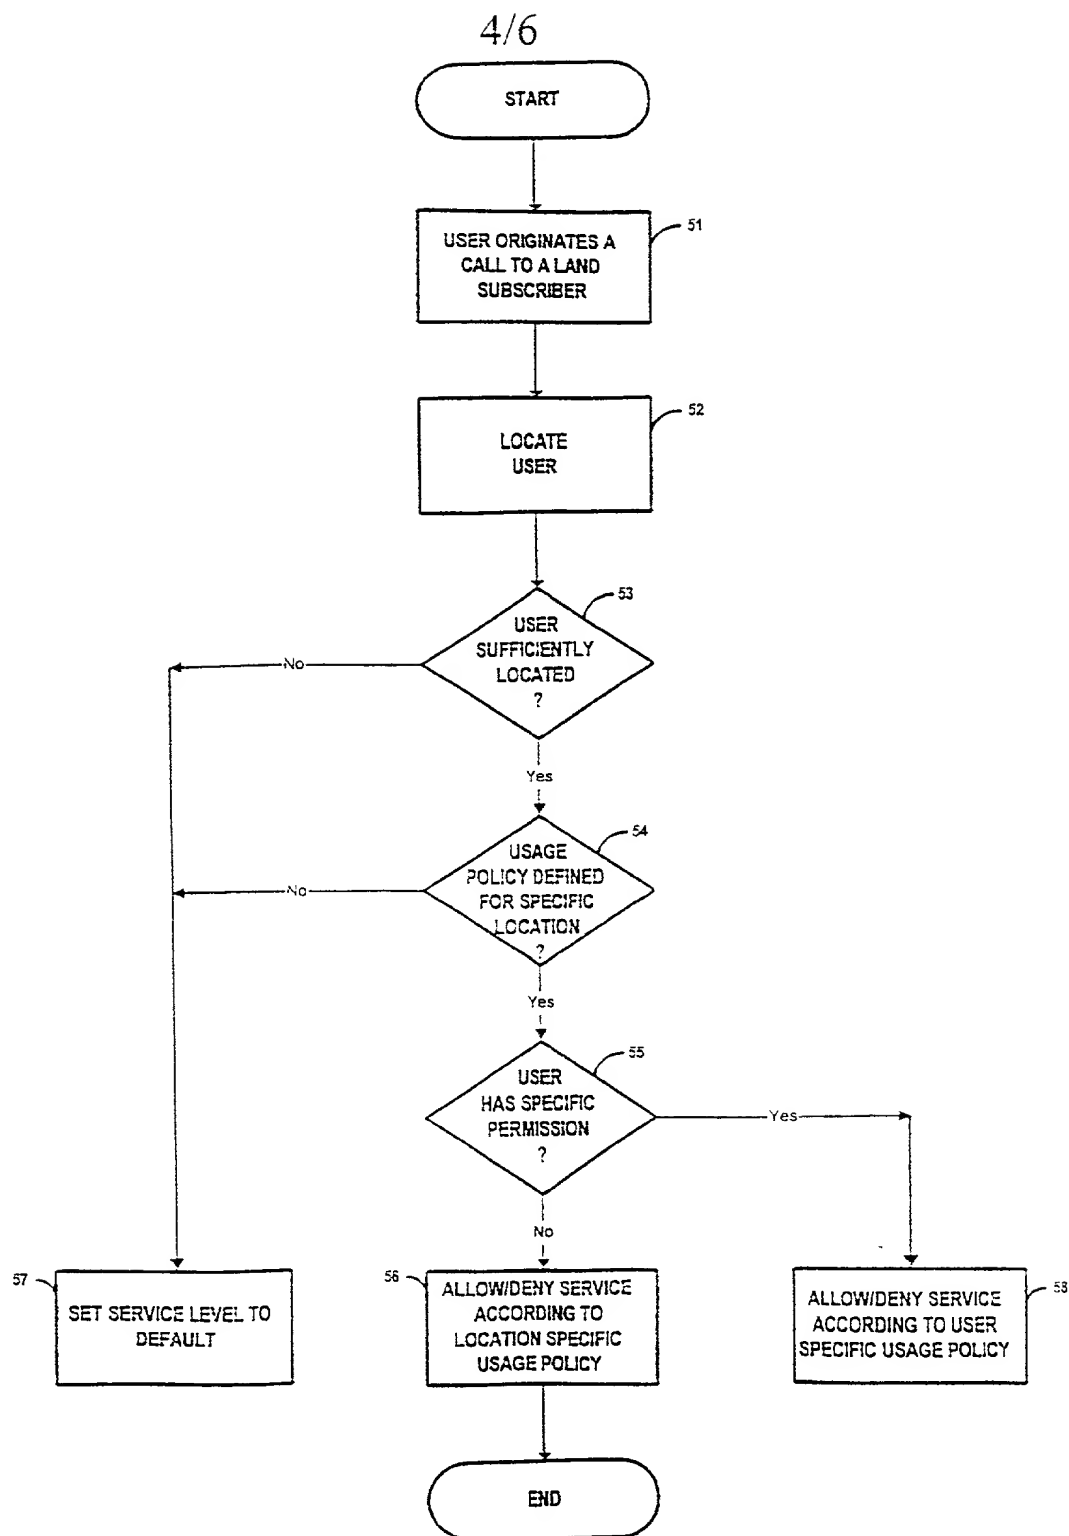 4/6
START
USER ORIGINATES A
CALL TO A LAND
SUBSCRIBER
51
LOCATE
USER
52
USER
SUFFICIENTLY
LOCATED
?
53
No
Yes
USAGE
POLICY DEFINED
FOR SPECIFIC
LOCATION
?
54
No
Yes
USER
HAS SPECIFIC
PERMISSION
?
55
Yes
No
57
SET SERVICE LEVEL TO
DEFAULT
56
ALLOW/DENY SERVICE
ACCORDING TO
LOCATION SPECIFIC
USAGE POLICY
ALLOW/DENY SERVICE
ACCORDING TO USER
SPECIFIC USAGE POLICY
58
END